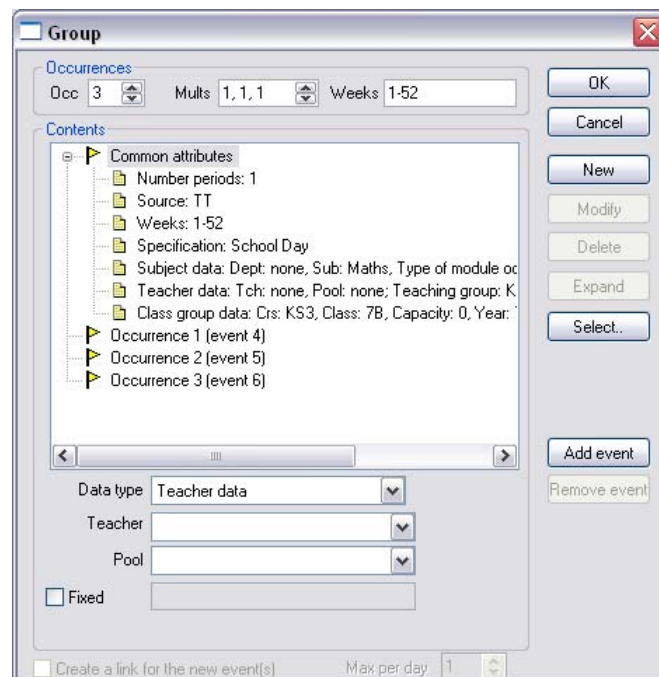 Group
Occurrences
Occ 3 Mults 1, 1, 1 Weeks 1-52
OK
Cancel
Contents
Common attributes
New
Number periods: 1
Source: TT
Modify
Weeks: 1-52
Specification: School Day
Delete
Subject data: Dept: none, Sub: Maths, Type of module oc
Teacher data: Tch: none, Pool: none; Teaching group: K
Expand
Class group data: Crs: KS3, Class: 7B, Capacity: 0, Year:
Occurrence 1 (event 4)
Select..
Occurrence 2 (event 5)
Occurrence 3 (event 6)
Add event
Data type Teacher data
Remove event
Teacher
Pool
Fixed
Create a link for the new event(s) Max per day 1